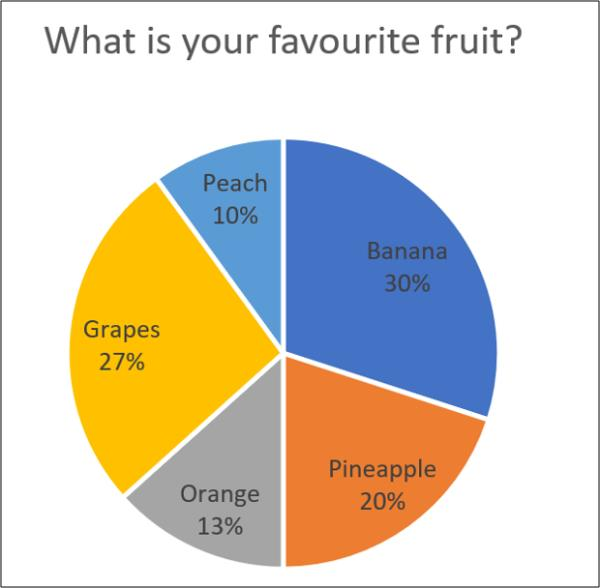 What is your favourite fruit?
Peach
10%
Banana
30%
Grapes
27%
Pineapple
20%
Orange
13%